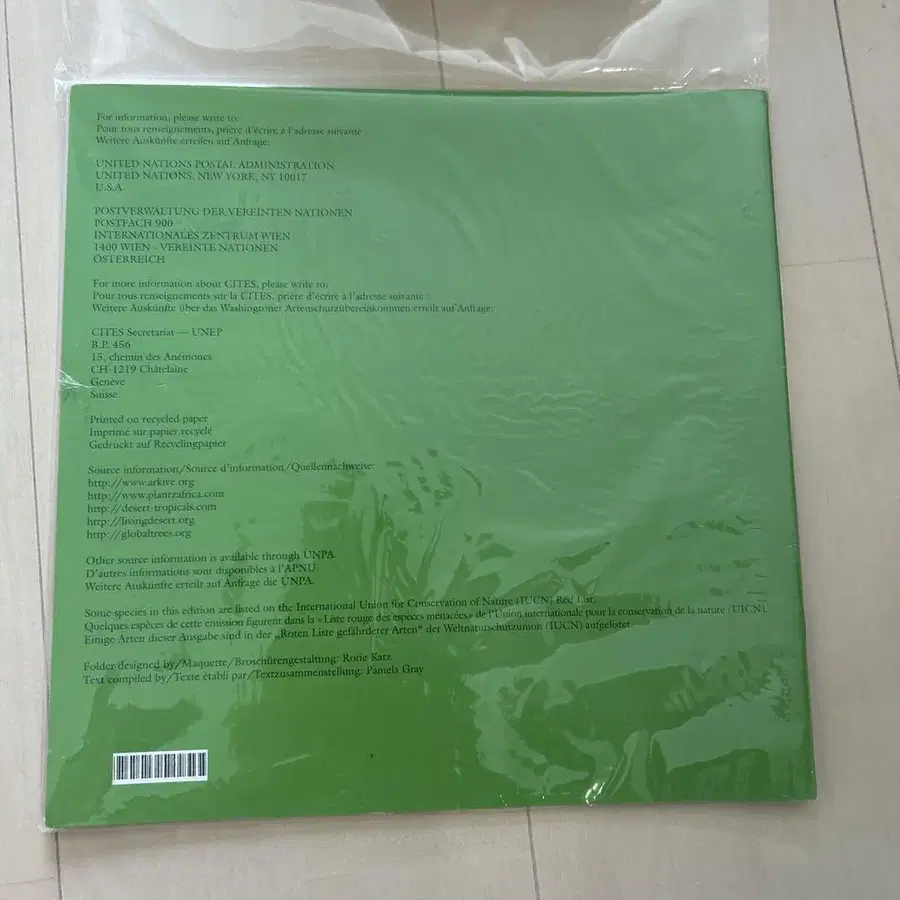 For information, please write to:
Pour tous renseignements, prière d'écrire à l'adresse suivante :
Weitere Auskünfte erteilen auf Anfrage:
UNITED NATIONS POSTAL ADMINISTRATION
UNITED NATIONS, NEW YORK, NY 10017
U.S.A.
POSTVERWALTUNG DER VEREINTEN NATIONEN
POSTFACH 900
INTERNATIONALES ZENTRUM WIEN
1400 WIEN - VEREINTE NATIONEN
ÖSTERREICH
For more information about CITES, please write to:
Pour tous renseignements sur la CITES, prière d'écrire à l'adresse suivante :
Weitere Auskünfte über das Washingtoner Artenschutzübereinkommen erteilt auf Anfrage:
CITES Secretariat — UNEP
B.P. 456
15, chemin des Anémones
CH-1219 Châtelaine
Genève
Suisse
Printed on recycled paper
Imprimé sur papier recyclé
Gedruckt auf Recyclingpapier
Source information/Source d'information/Quellennachweise:
http://www.arkive.org
http://www.plantzafrica.com
http://desert-tropicals.com
http://livingdesert.org
http://globaltrees.org
Other source information is available through UNPA.
D'autres informations sont disponibles à l'APNU.
Weitere Auskünfte erteilt auf Anfrage die UNPA.
Some species in this edition are listed on the International Union for Conservation of Nature (IUCN) Red List.
Quelques espèces de cette émission figurent dans la «Liste rouge des espèces menacées» de l'Union internationale pour la conservation de la nature (UICN).
Einige Arten dieser Ausgabe sind in der „Roten Liste gefährdeter Arten“ der Weltnaturschutzunion (IUCN) aufgelistet.
Folder designed by/Maquette/Broschürengestaltung: Rorie Katz
Text compiled by/Texte établi par/Textzusammenstellung: Pamela Gray